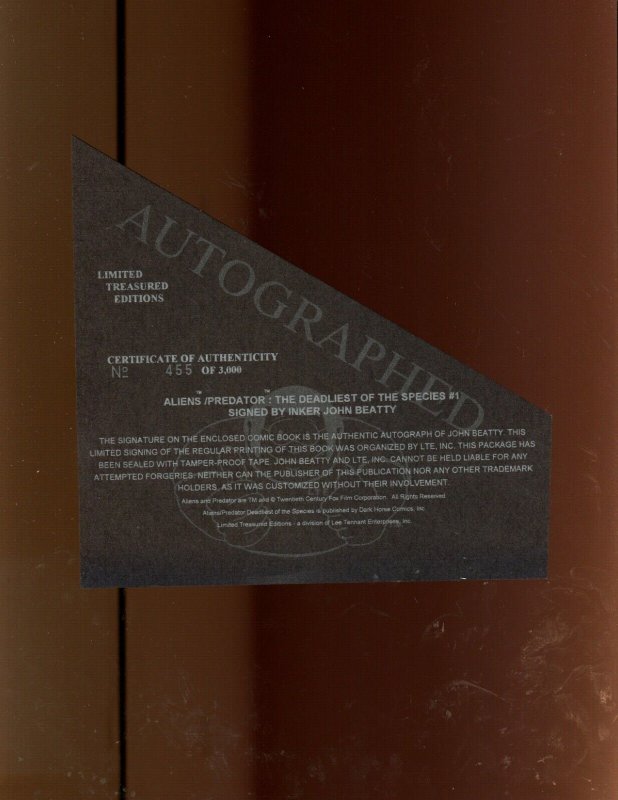 AUTOGRAPHED
LIMITED
TREASURED
EDITIONS
CERTIFICATE OF AUTHENTICITY
Nº 455 OF 3,000
ALIENS™/PREDATOR™: THE DEADLIEST OF THE SPECIES #1
SIGNED BY INKER JOHN BEATTY
THE SIGNATURE ON THE ENCLOSED COMIC BOOK IS THE AUTHENTIC AUTOGRAPH OF JOHN BEATTY. THIS
LIMITED SIGNING OF THE REGULAR PRINTING OF THIS BOOK WAS ORGANIZED BY LTE, INC. THIS PACKAGE HAS
BEEN SEALED WITH TAMPER-PROOF TAPE. JOHN BEATTY AND LTE, INC. CANNOT BE HELD LIABLE FOR ANY
ATTEMPTED FORGERIES. NEITHER CAN THE PUBLISHER OF THIS PUBLICATION NOR ANY OTHER TRADEMARK
HOLDERS, AS IT WAS CUSTOMIZED WITHOUT THEIR INVOLVEMENT.
Aliens and Predator are TM and © Twentieth Century Fox Film Corporation. All Rights Reserved
Aliens/Predator Deadliest of the Species is published by Dark Horse Comics, Inc.
Limited Treasured Editions - a division of Lee Tennant Enterprises, Inc.